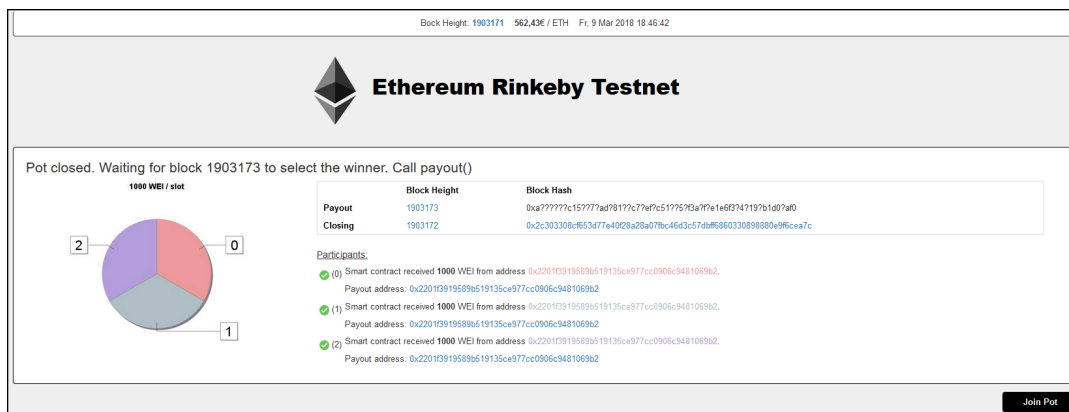 Bock Height: 1903171 562,43€ / ETH Fr, 9 Mär 2018 18:46:42
Ethereum Rinkeby Testnet
Pot closed. Waiting for block 1903173 to select the winner. Call payout()
1000 WEI / slot
2
0
1
Block Height Block Hash
Payout 1903173 0xa??????c15???7?ad?81??c7?ef?c51??5?f3a?f?e1e6f3?4?19?b1d0?af0
Closing 1903172 0x2c303308cf653d77e40f28a28a07fbc46d3c57dbff6860330898880e9f6cea7c
Participants:
(0) Smart contract received 1000 WEI from address 0x2201f3919589b519135ce977cc0906c9481069b2.
Payout address: 0x2201f3919589b519135ce977cc0906c9481069b2
(1) Smart contract received 1000 WEI from address 0x2201f3919589b519135ce977cc0906c9481069b2.
Payout address: 0x2201f3919589b519135ce977cc0906c9481069b2
(2) Smart contract received 1000 WEI from address 0x2201f3919589b519135ce977cc0906c9481069b2.
Payout address: 0x2201f3919589b519135ce977cc0906c9481069b2
Join Pot